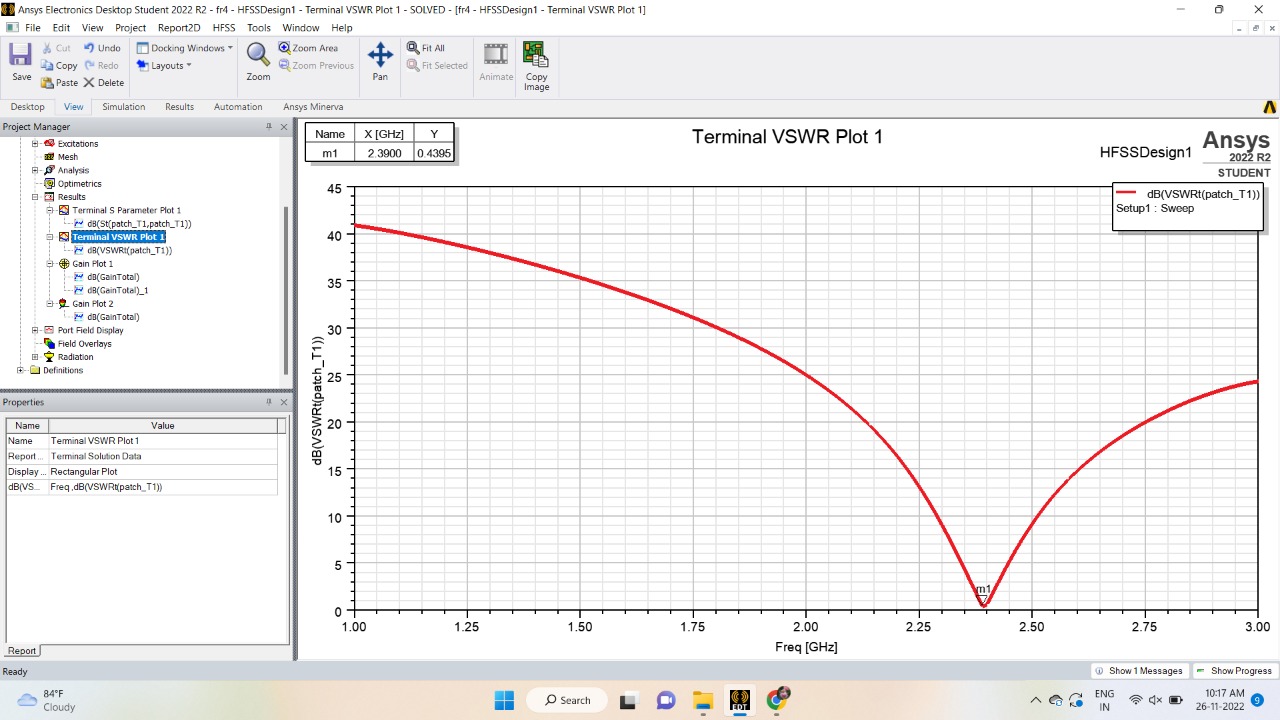 Ansys Electronics Desktop Student 2022 R2 - fr4 - HFSSDesign1 - Terminal VSWR Plot 1 - SOLVED - [fr4 - HFSSDesign1 - Terminal VSWR Plot 1]
File Edit View Project Report2D HFSS Tools Window Help
Save
Cut
Copy
Paste
Undo
Redo
Delete
Docking Windows
Layouts
Zoom
Zoom Area
Zoom Previous
Pan
Fit All
Fit Selected
Animate
Copy
Image
Desktop View Simulation Results Automation Ansys Minerva
Project Manager
Excitations
Mesh
Analysis
Optimetrics
Results
Terminal S Parameter Plot 1
dB(St(patch_T1,patch_T1))
Terminal VSWR Plot 1
dB(VSWRt(patch_T1))
Gain Plot 1
dB(GainTotal)
dB(GainTotal)_1
Gain Plot 2
dB(GainTotal)
Port Field Display
Field Overlays
Radiation
Definitions
Properties
Name Value
Name Terminal VSWR Plot 1
Report... Terminal Solution Data
Display... Rectangular Plot
dB(VS... Freq ,dB(VSWRt(patch_T1))
Report
Name X [GHz] Y
m1 2.3900 0.4395
Terminal VSWR Plot 1
HFSSDesign1
Ansys
2022 R2
STUDENT
dB(VSWRt(patch_T1))
Setup1 : Sweep
45
40
35
30
25
20
15
10
5
0
dB(VSWRt(patch_T1))
m1
1.00 1.25 1.50 1.75 2.00 2.25 2.50 2.75 3.00
Freq [GHz]
Ready
Show 1 Messages
Show Progress
84°F
Cloudy
Search
EDT
ENG
IN
10:17 AM
26-11-2022
9